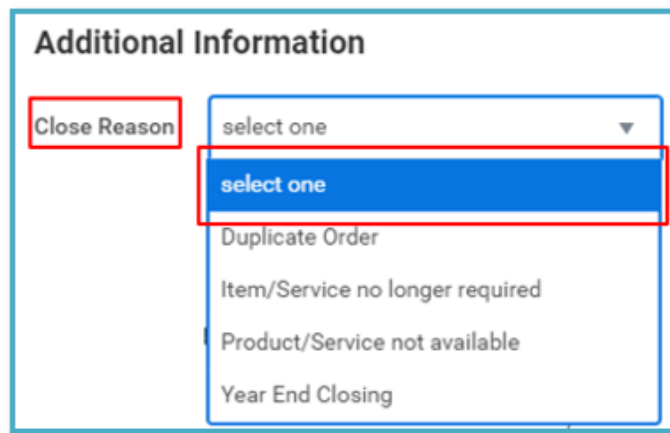 Additional Information
Close Reason
select one
select one
Duplicate Order
Item/Service no longer required
Product/Service not available
Year End Closing